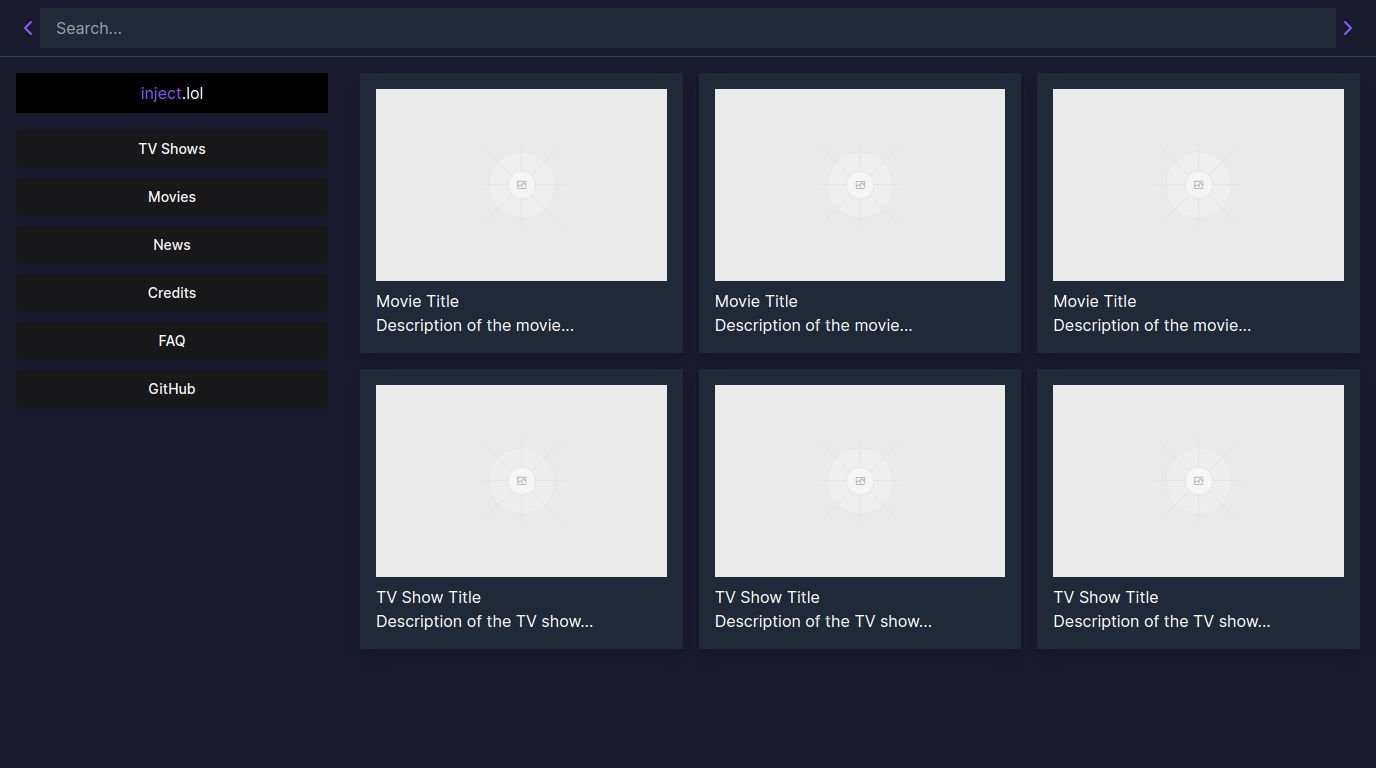 Search...
inject.lol
TV Shows
Movies
News
Credits
FAQ
GitHub
Movie Title
Description of the movie...
Movie Title
Description of the movie...
Movie Title
Description of the movie...
TV Show Title
Description of the TV show...
TV Show Title
Description of the TV show...
TV Show Title
Description of the TV show...